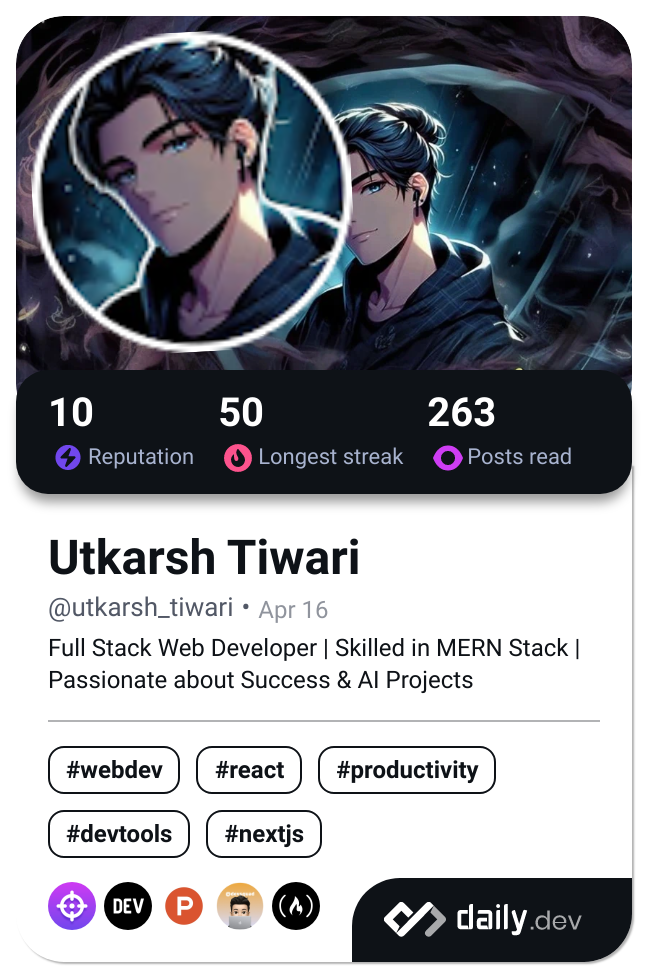 10 50 263
Reputation Longest streak Posts read
Utkarsh Tiwari
@utkarsh_tiwari • Apr 16
Full Stack Web Developer | Skilled in MERN Stack |
Passionate about Success & AI Projects
#webdev #react #productivity
#devtools #nextjs
DEV P
daily.dev